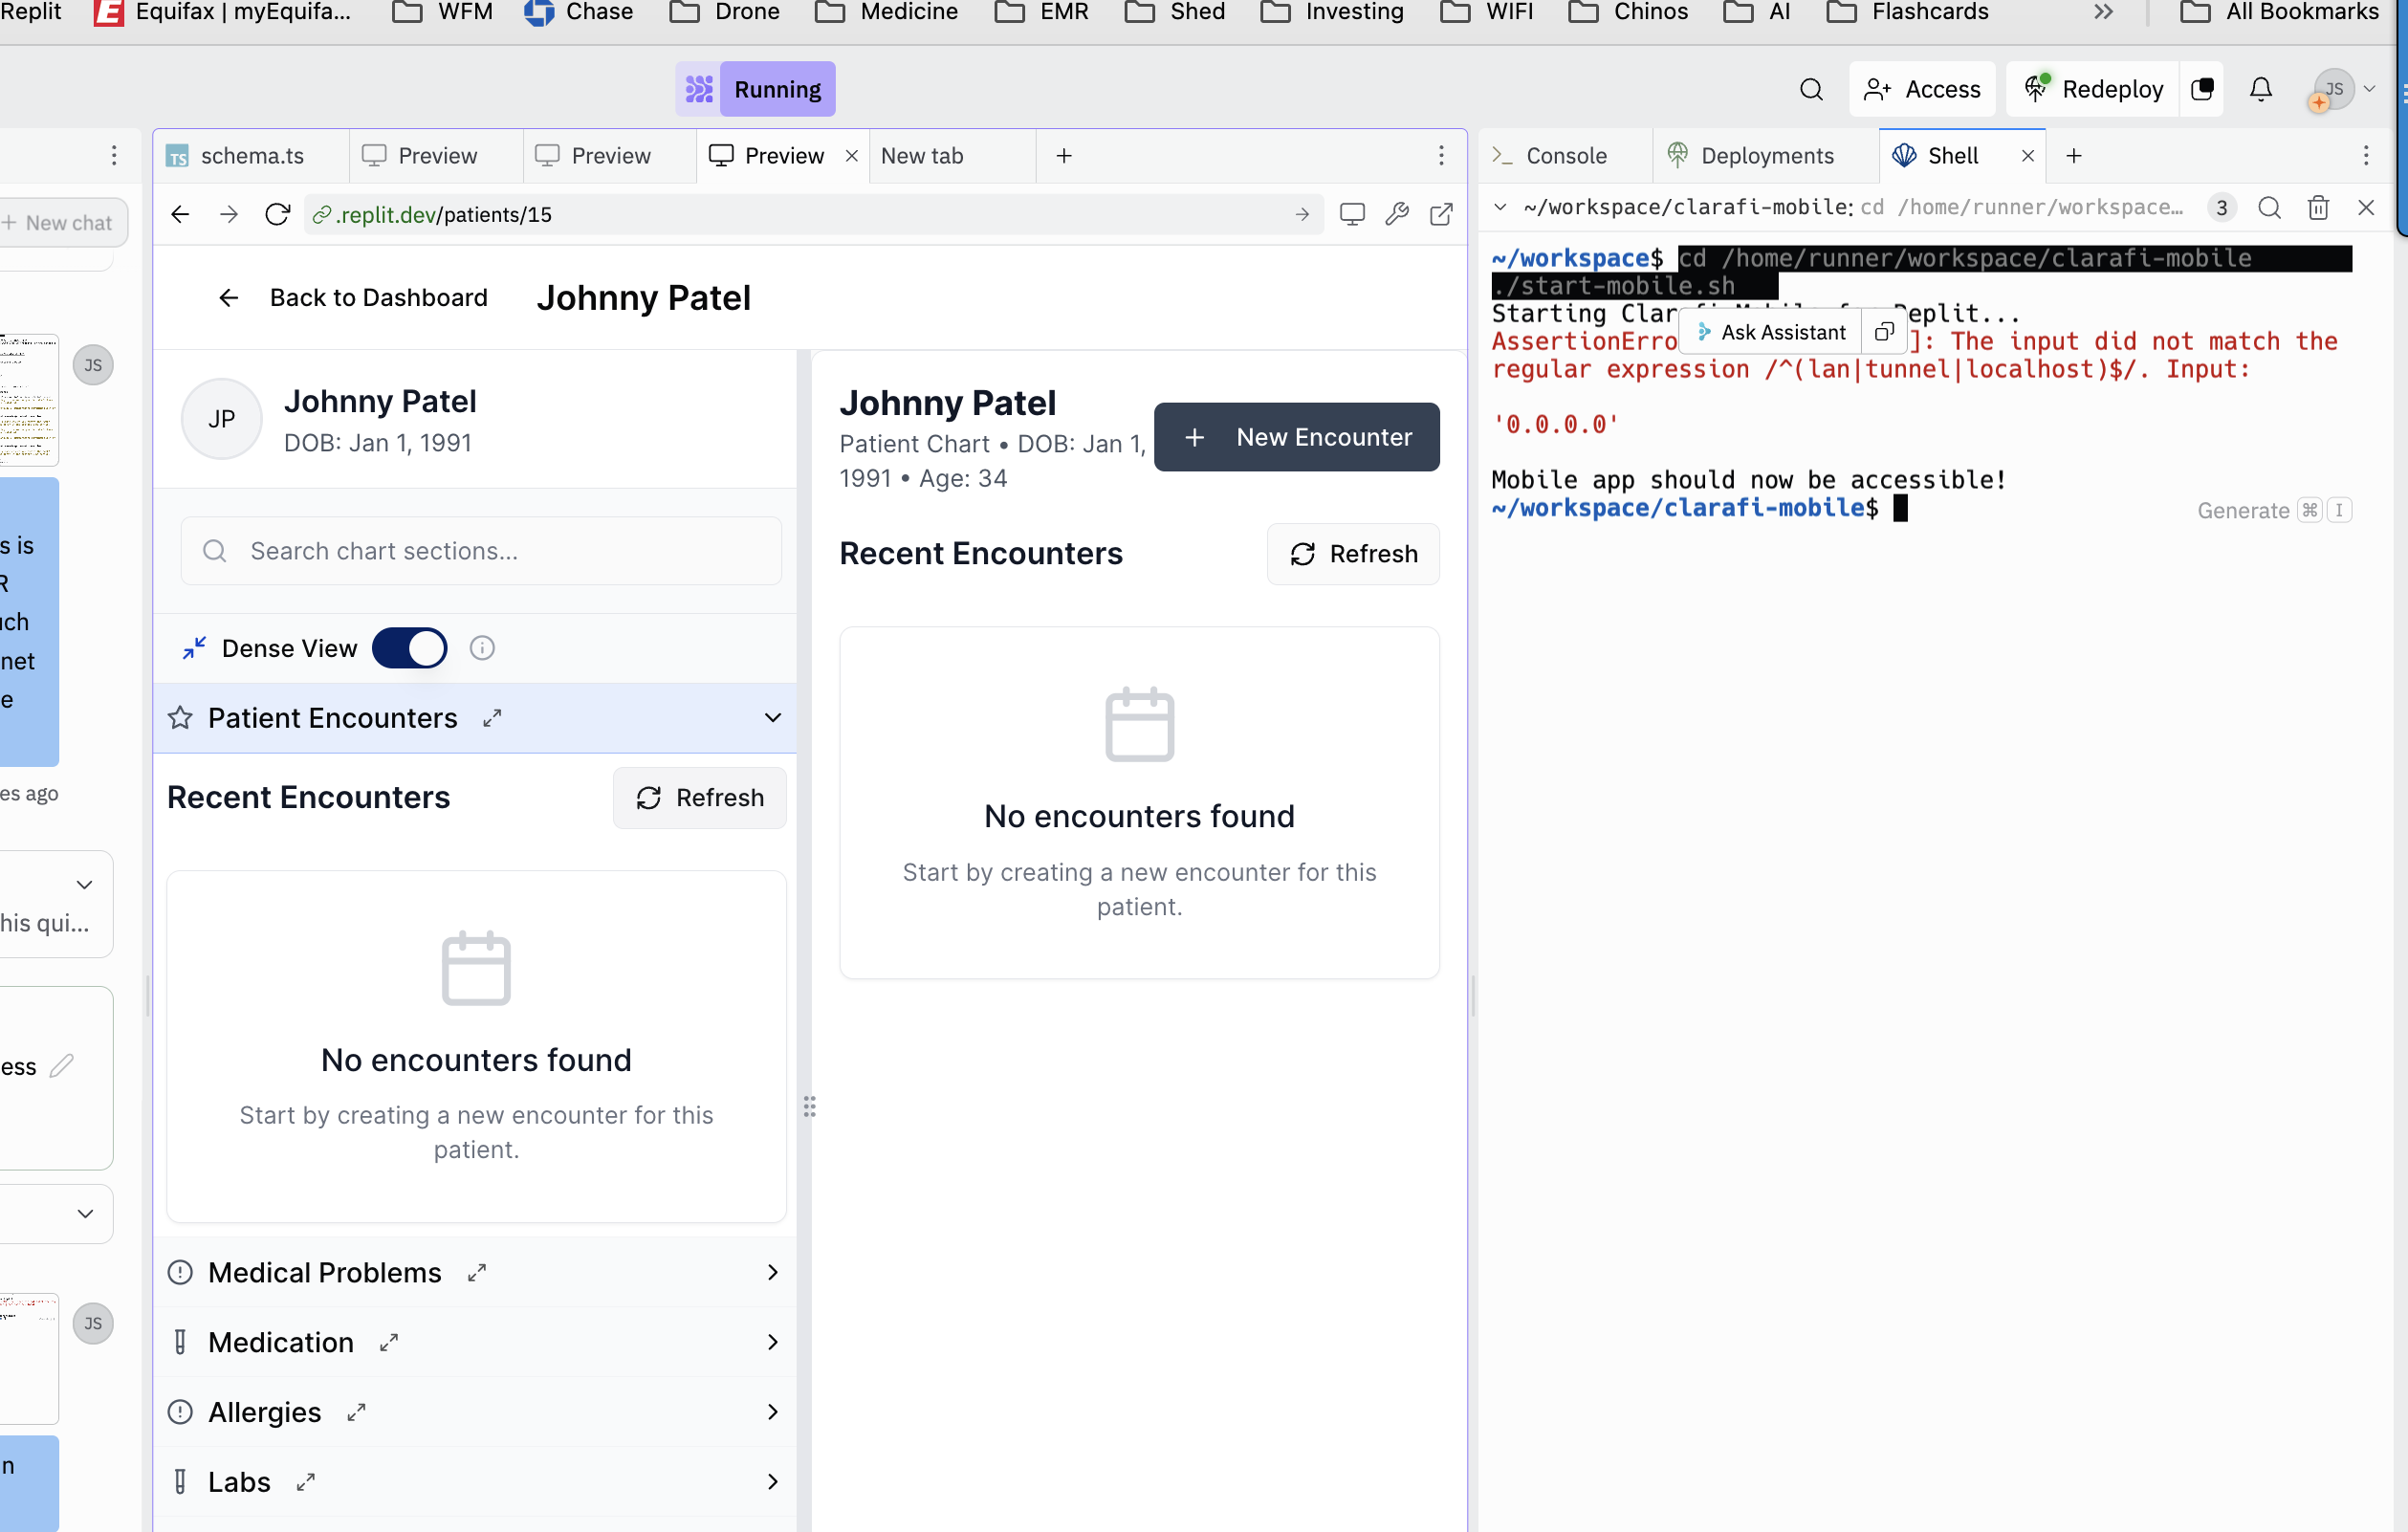 Replit
E
Equifax | myEquifa...
WFM
Chase
Drone
Medicine
EMR
Shed
Investing
WIFI
Chinos
AI
Flashcards
»
All Bookmarks
Running
Access
Redeploy
JS
TS schema.ts
Preview
Preview
Preview ×
New tab
+
Console
Deployments
Shell ×
+
+ New chat
.replit.dev/patients/15
~/workspace/clarafi-mobile: cd /home/runner/workspace…
3
Back to Dashboard
Johnny Patel
JS
s is
R
net
e
es ago
his qui...
ess
JS
n
JP
Johnny Patel
DOB: Jan 1, 1991
Search chart sections...
Dense View
Patient Encounters
Recent Encounters
Refresh
No encounters found
Start by creating a new encounter for this
patient.
Medical Problems
Medication
Allergies
Labs
Johnny Patel
Patient Chart • DOB: Jan 1,
1991 • Age: 34
+ New Encounter
Recent Encounters
Refresh
No encounters found
Start by creating a new encounter for this
patient.
~/workspace$ cd /home/runner/workspace/clarafi-mobile
./start-mobile.sh
Starting Clar eplit...
Ask Assistant
AssertionErro ]: The input did not match the
regular expression /^(lan|tunnel|localhost)$/. Input:
'0.0.0.0'
Mobile app should now be accessible!
~/workspace/clarafi-mobile$
Generate ⌘ I